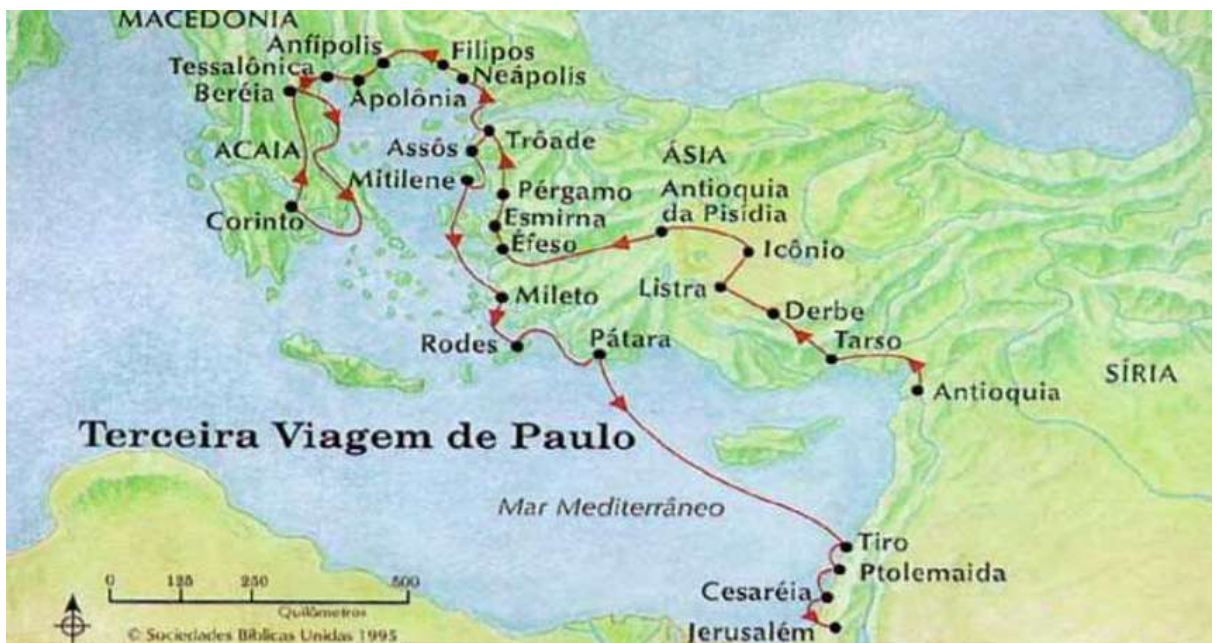 MACEDÔNIA
Anfípolis
Filipos
Tessalônica
Neápolis
Beréia
Apolônia
Trôade
ACAIA
Assôs
ÁSIA
Mitilene
Pérgamo
Antioquia
da Pisídia
Corinto
Esmirna
Éfeso
Icônio
Listra
Mileto
Derbe
Rodes
Pátara
Tarso
SÍRIA
Antioquia
Terceira Viagem de Paulo
Mar Mediterrâneo
Tiro
Ptolemaida
0 125 250 500
Cesaréia
Quilômetros
© Sociedades Bíblicas Unidas 1995
Jerusalém